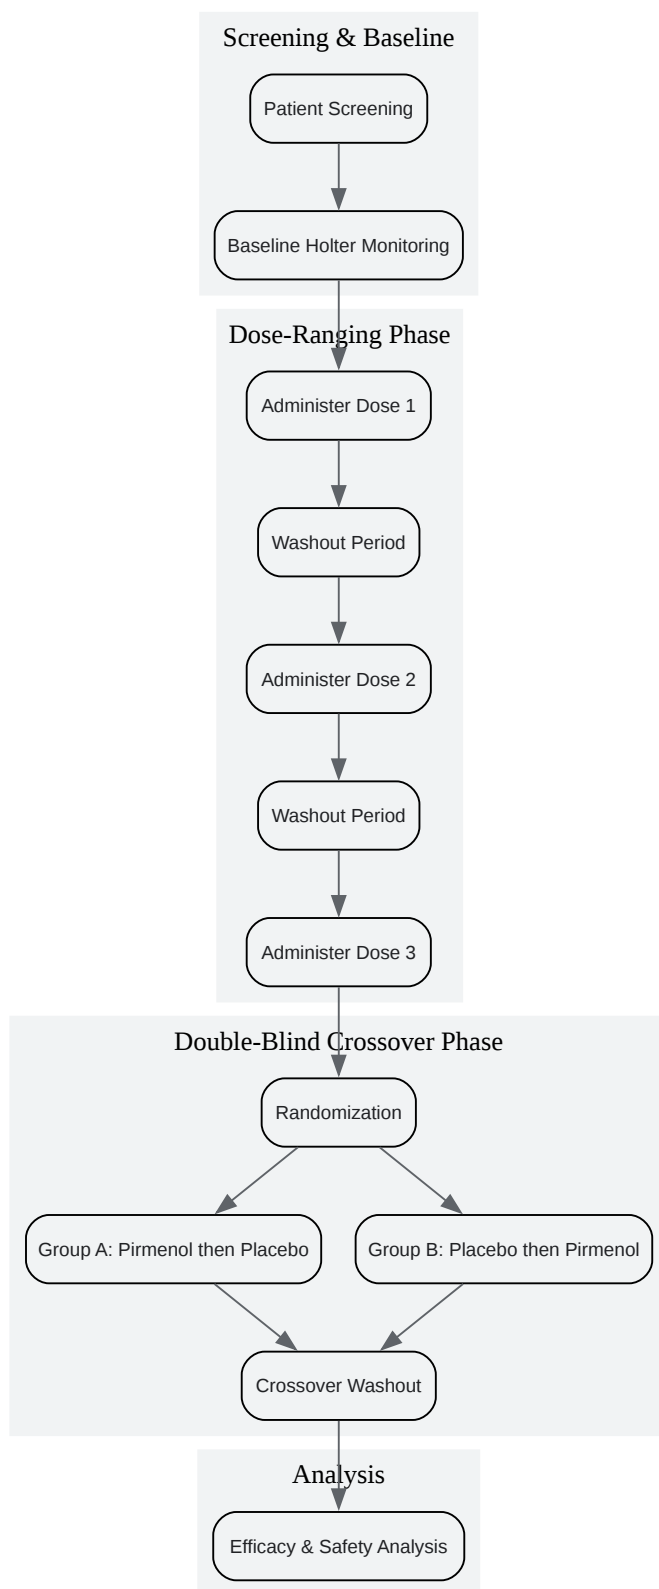 Screening & Baseline
Patient Screening
Baseline Holter Monitoring
Dose-Ranging Phase
Administer Dose 1
Washout Period
Administer Dose 2
Washout Period
Administer Dose 3
Double-Blind Crossover Phase
Randomization
Group A: Pirmenol then Placebo
Group B: Placebo then Pirmenol
Crossover Washout
Analysis
Efficacy & Safety Analysis